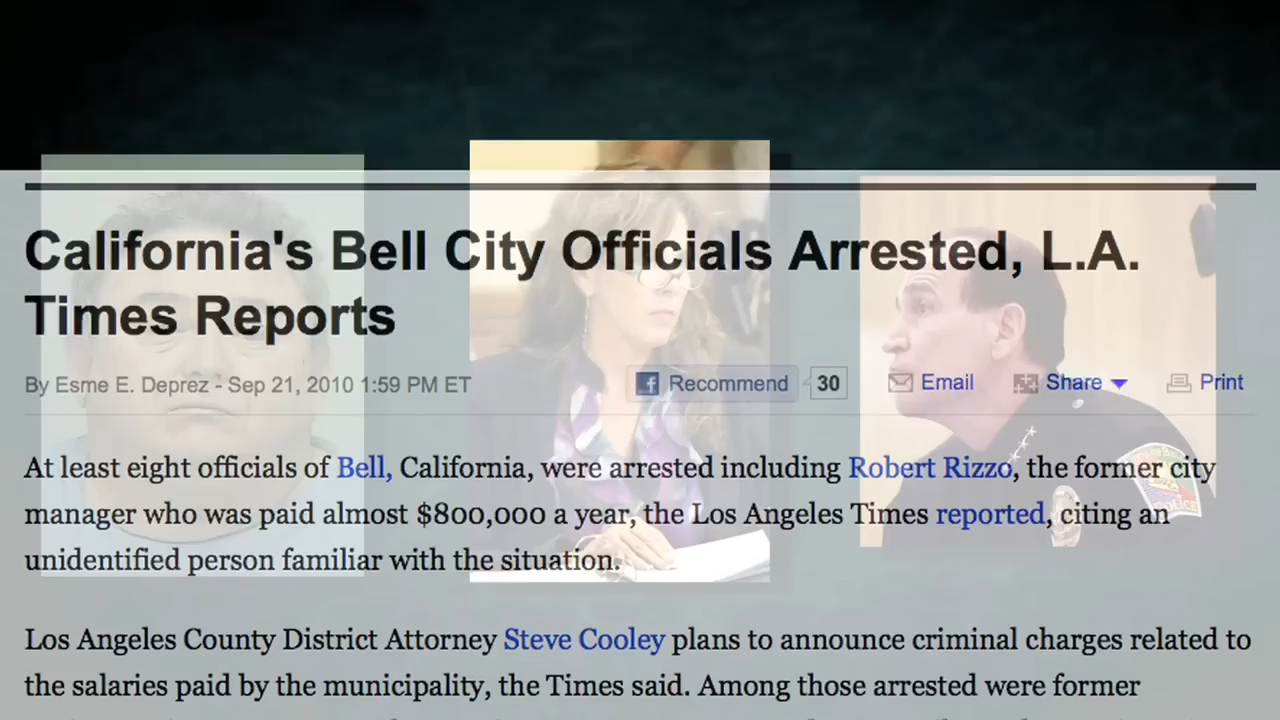 California's Bell City Officials Arrested, L.A.
Times Reports
By Esme E. Deprez - Sep 21, 2010 1:59 PM ET
Recommend 30 Email Share Print
At least eight officials of Bell, California, were arrested including Robert Rizzo, the former city
manager who was paid almost $800,000 a year, the Los Angeles Times reported, citing an
unidentified person familiar with the situation.
Los Angeles County District Attorney Steve Cooley plans to announce criminal charges related to
the salaries paid by the municipality, the Times said. Among those arrested were former